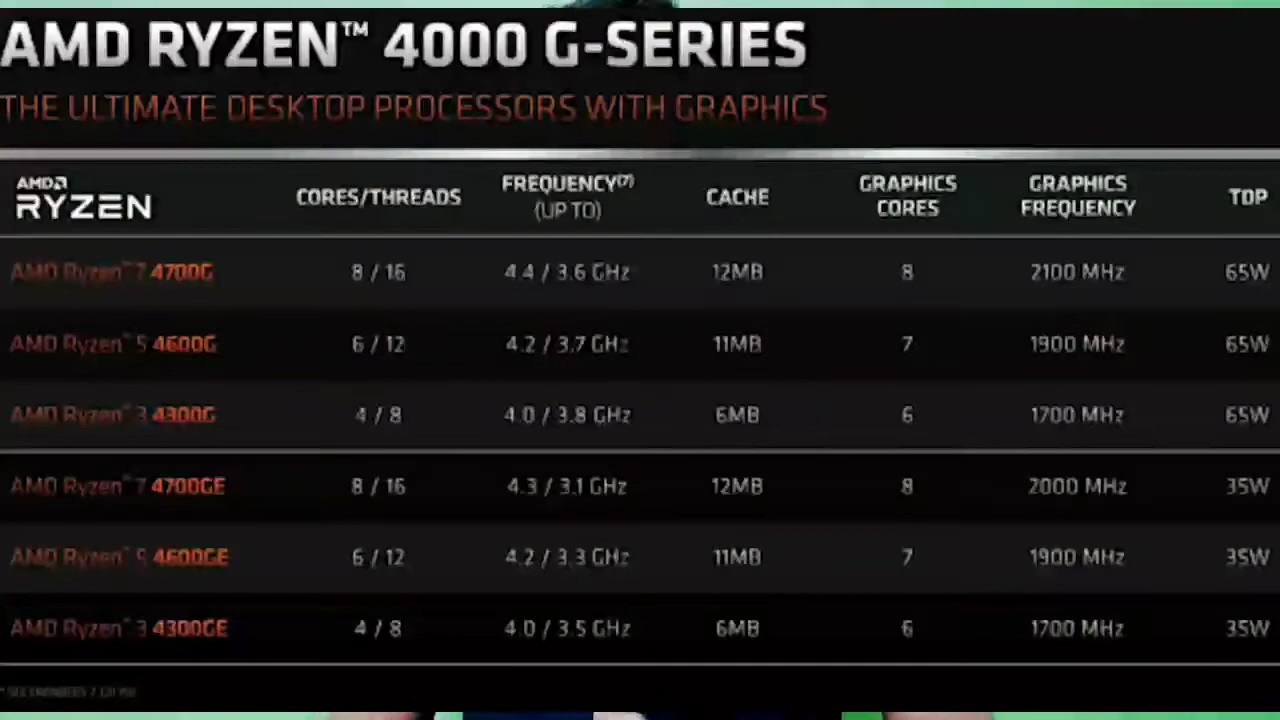 AMD RYZEN™ 4000 G-SERIES
THE ULTIMATE DESKTOP PROCESSORS WITH GRAPHICS
AMD RYZEN CORES/THREADS FREQUENCY(7) (UP TO) CACHE GRAPHICS CORES GRAPHICS FREQUENCY TDP
AMD Ryzen™ 7 4700G 8 / 16 4.4 / 3.6 GHz 12MB 8 2100 MHz 65W
AMD Ryzen™ 5 4600G 6 / 12 4.2 / 3.7 GHz 11MB 7 1900 MHz 65W
AMD Ryzen™ 3 4300G 4 / 8 4.0 / 3.8 GHz 6MB 6 1700 MHz 65W
AMD Ryzen™ 7 4700GE 8 / 16 4.3 / 3.1 GHz 12MB 8 2000 MHz 35W
AMD Ryzen™ 5 4600GE 6 / 12 4.2 / 3.3 GHz 11MB 7 1900 MHz 35W
AMD Ryzen™ 3 4300GE 4 / 8 4.0 / 3.5 GHz 6MB 6 1700 MHz 35W